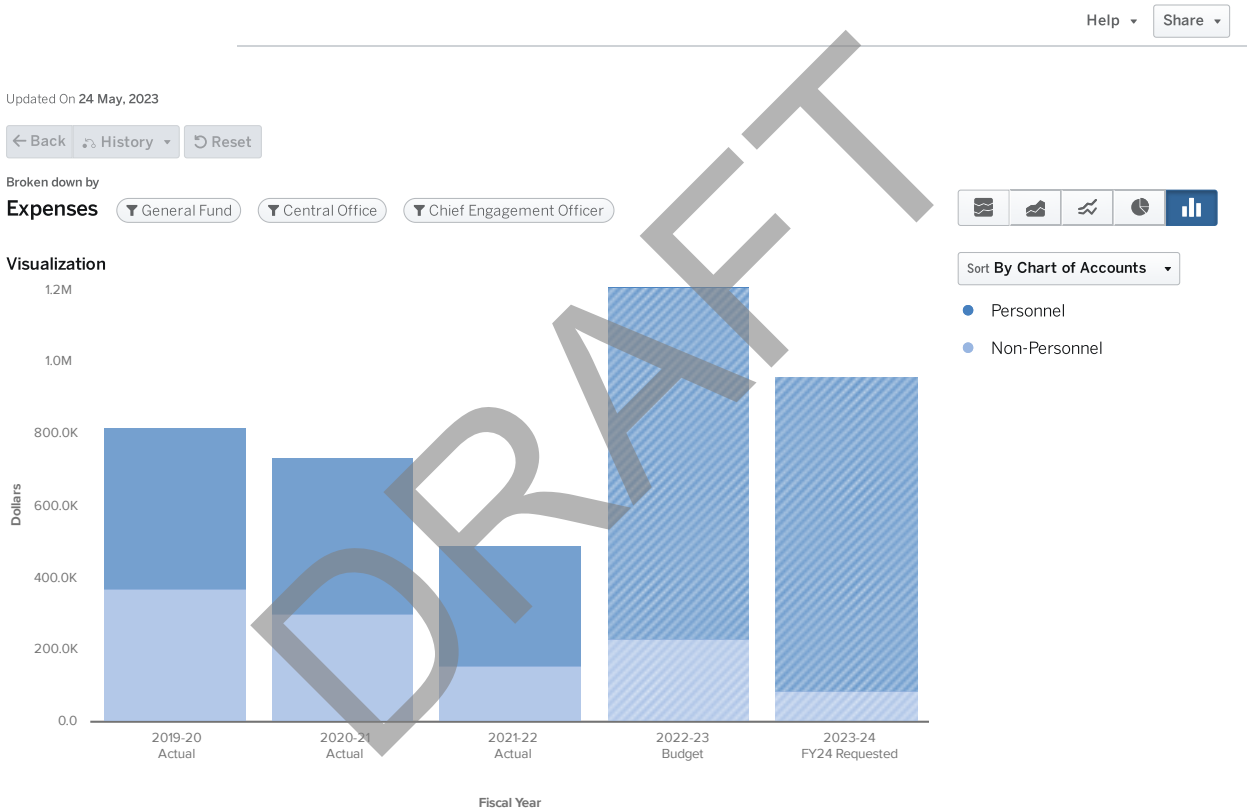 Help
Share
Updated On 24 May, 2023
Back
History
Reset
Broken down by
Expenses
General Fund
Central Office
Chief Engagement Officer
Visualization
Sort By Chart of Accounts
Personnel
Non-Personnel
1.2M
1.0M
800.0K
600.0K
400.0K
200.0K
0.0
Dollars
2019-20
Actual
2020-21
Actual
2021-22
Actual
2022-23
Budget
2023-24
FY24 Requested
Fiscal Year
DRAFT